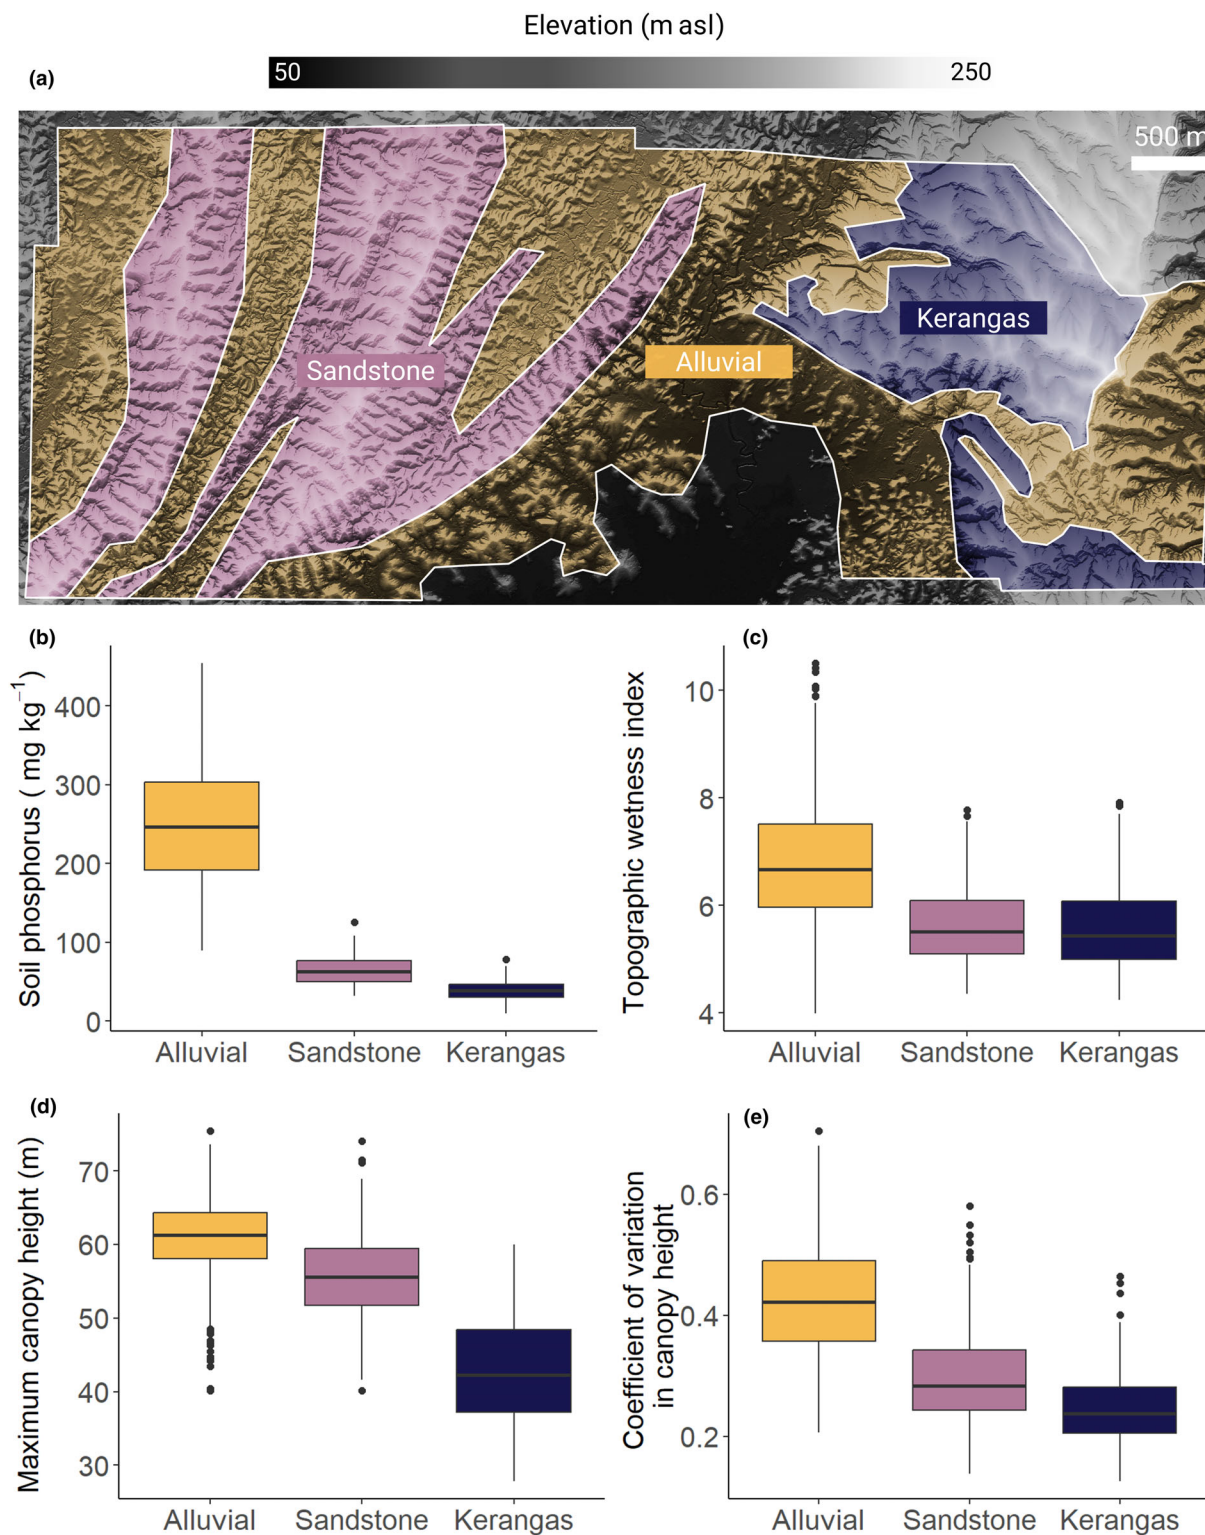 Elevation (m asl)
(a)
50
250
500 m
Kerangas
Alluvial
Sandstone
(b)
Soil phosphorus ( mg kg⁻¹)
400
300
200
100
0
Alluvial Sandstone Kerangas
(c)
Topographic wetness index
10
8
6
4
Alluvial Sandstone Kerangas
(d)
Maximum canopy height (m)
70
60
50
40
30
Alluvial Sandstone Kerangas
(e)
Coefficient of variation
in canopy height
0.6
0.4
0.2
Alluvial Sandstone Kerangas